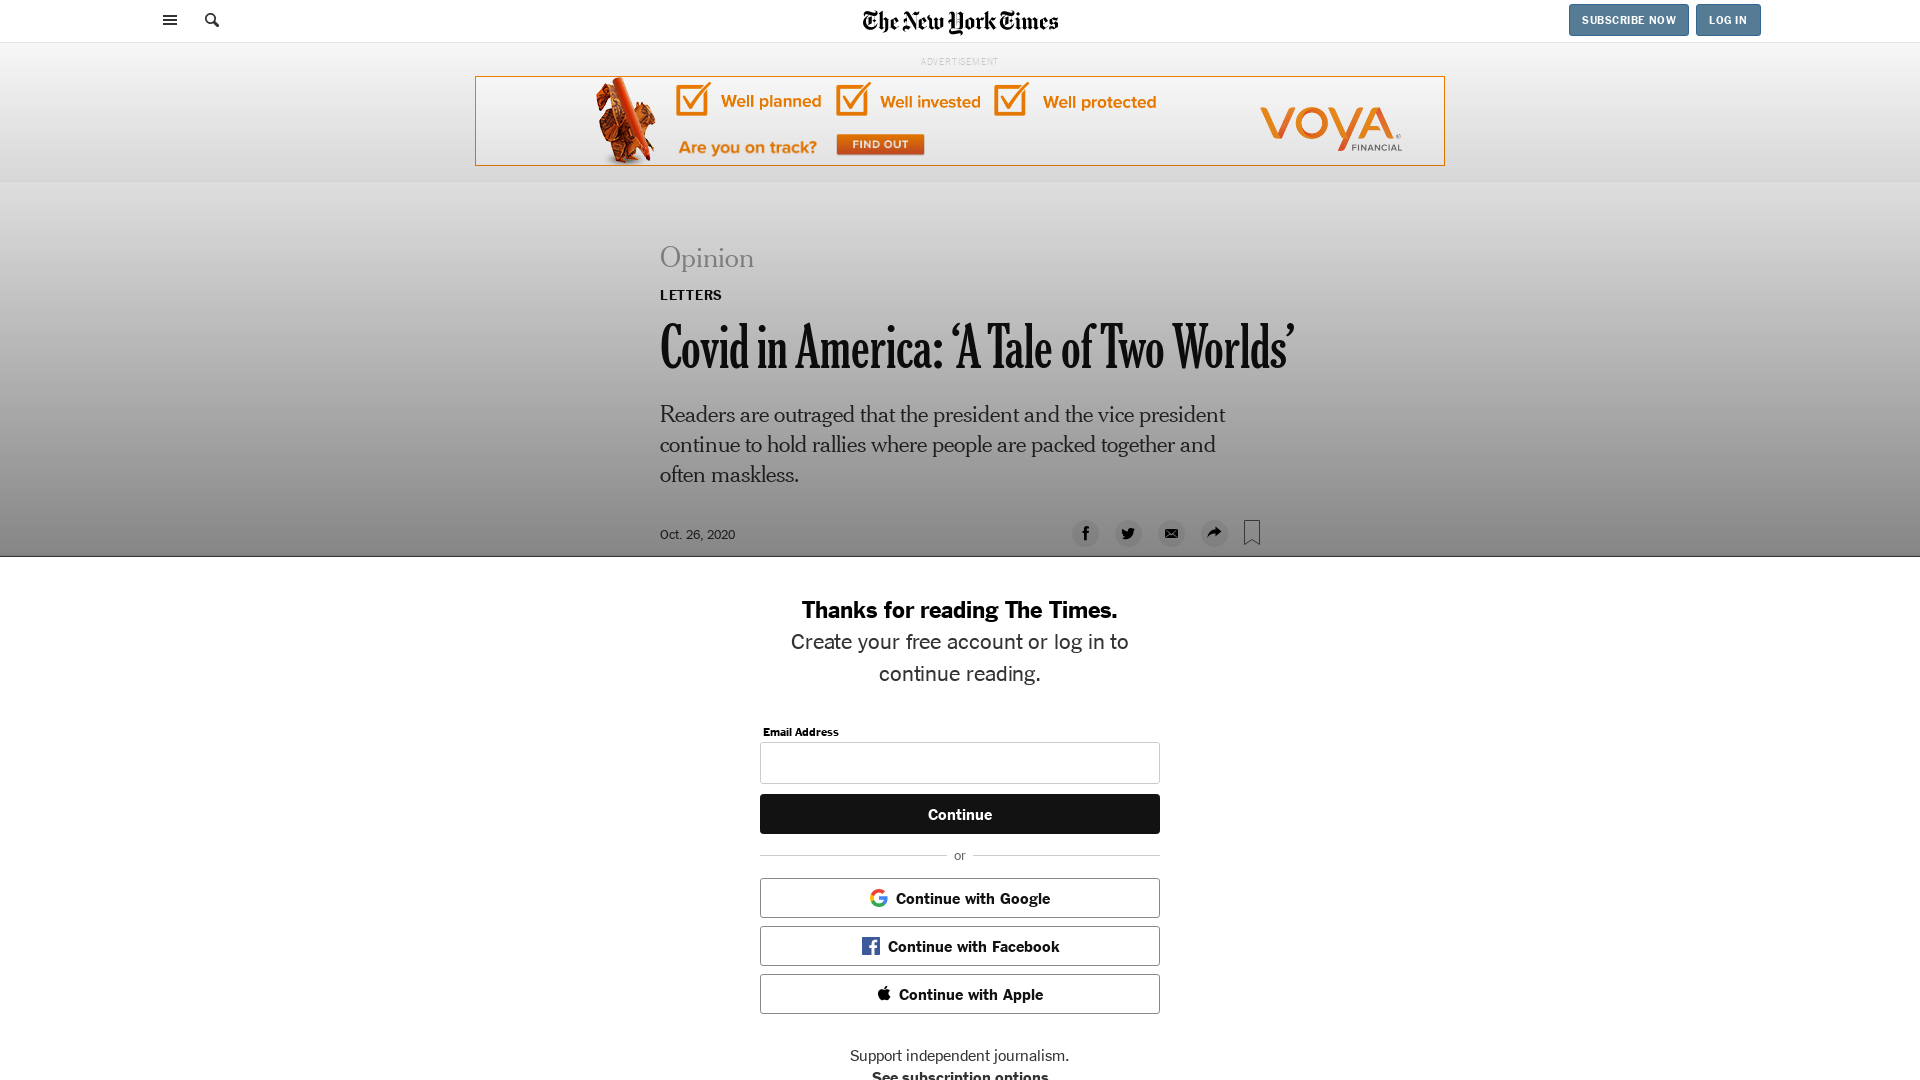 The New York Times
SUBSCRIBE NOW
LOG IN
ADVERTISEMENT
Well planned
Well invested
Well protected
Are you on track?
FIND OUT
VOYA
FINANCIAL
Opinion
LETTERS
Covid in America: ‘A Tale of Two Worlds’
Readers are outraged that the president and the vice president
continue to hold rallies where people are packed together and
often maskless.
Oct. 26, 2020
Thanks for reading The Times.
Create your free account or log in to
continue reading.
Email Address
Continue
or
Continue with Google
Continue with Facebook
Continue with Apple
Support independent journalism.
See subscription options